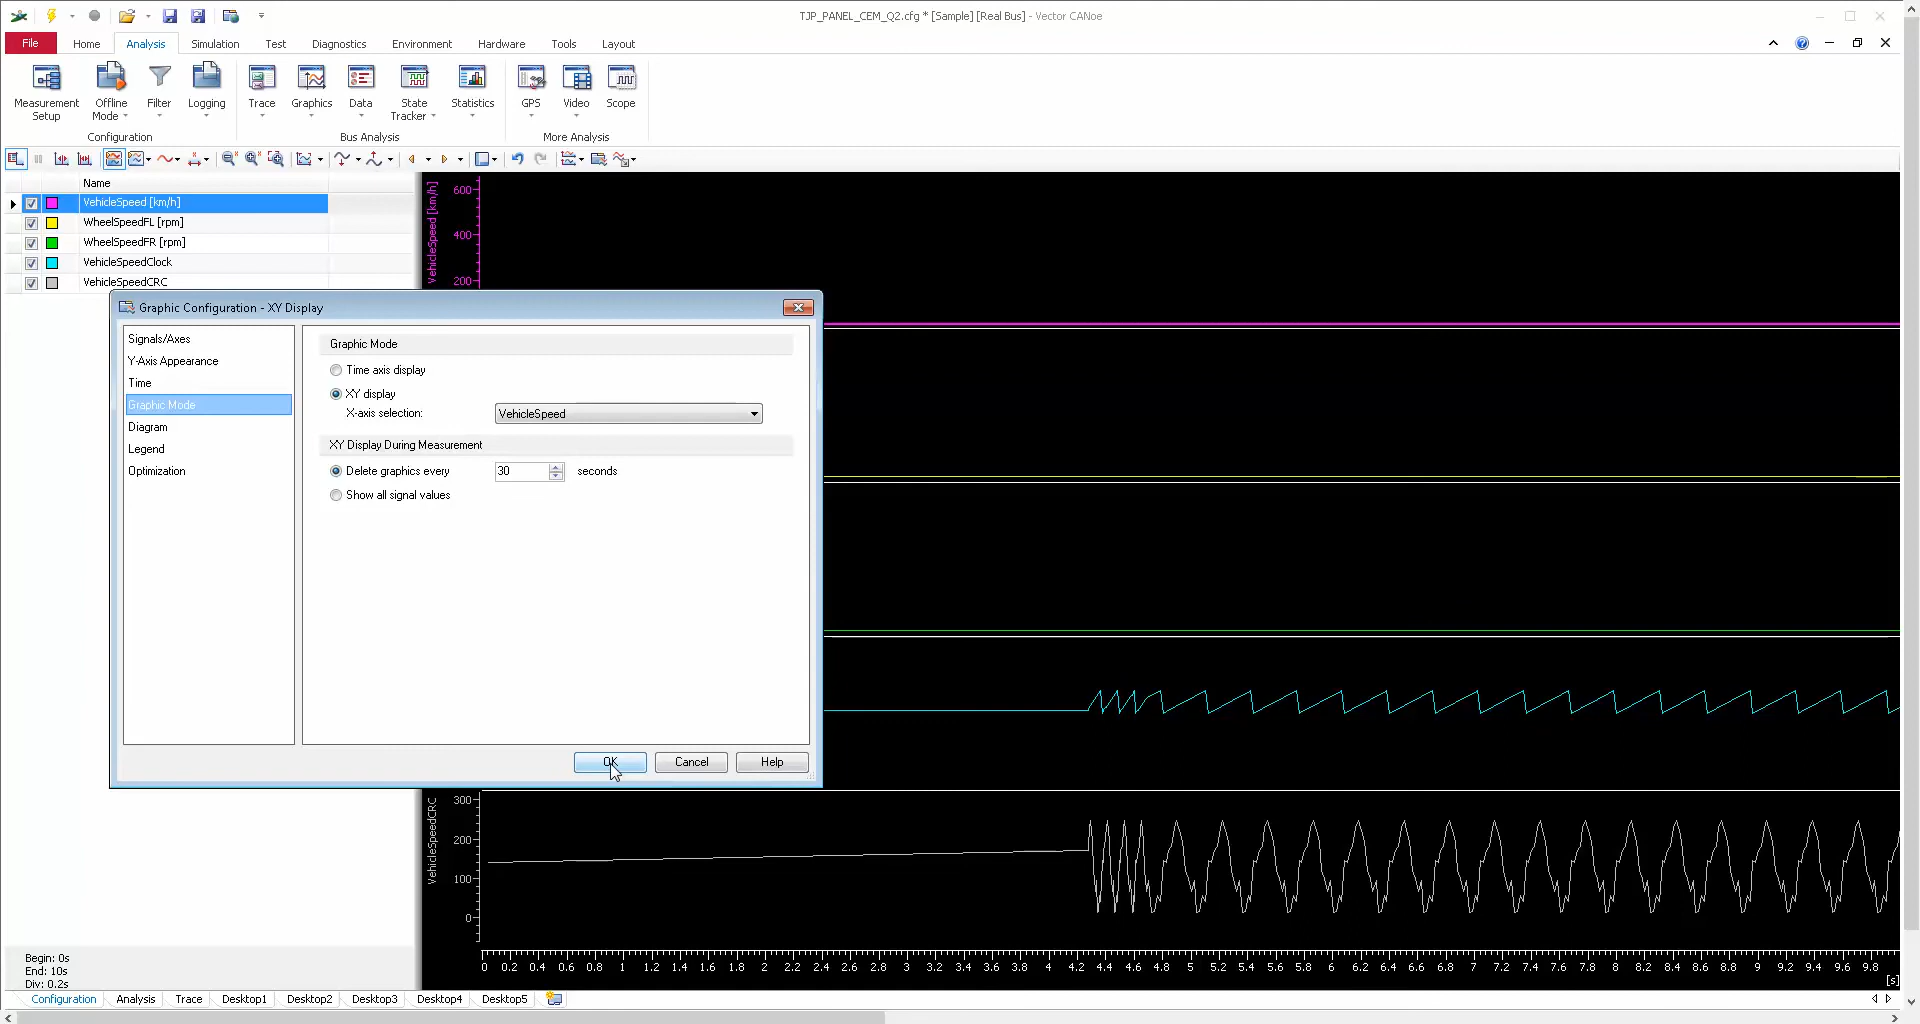 TJP_PANEL_CEM_Q2.cfg * [Sample] [Real Bus] - Vector CANoe
File Home Analysis Simulation Test Diagnostics Environment Hardware Tools Layout
Measurement Setup
Offline Mode
Filter
Logging
Trace
Graphics
Data
State Tracker
Statistics
GPS
Video
Scope
Configuration
Bus Analysis
More Analysis
Name
VehicleSpeed [km/h]
WheelSpeedFL [rpm]
WheelSpeedFR [rpm]
VehicleSpeedClock
VehicleSpeedCRC
VehicleSpeed [km/h]
600
400
200
Graphic Configuration - XY Display
Signals/Axes
Y-Axis Appearance
Time
Graphic Mode
Diagram
Legend
Optimization
Graphic Mode
Time axis display
XY display
X-axis selection: VehicleSpeed
XY Display During Measurement
Delete graphics every 30 seconds
Show all signal values
OK Cancel Help
VehicleSpeedCRC
300
200
100
0
0 0.2 0.4 0.6 0.8 1 1.2 1.4 1.6 1.8 2 2.2 2.4 2.6 2.8 3 3.2 3.4 3.6 3.8 4 4.2 4.4 4.6 4.8 5 5.2 5.4 5.6 5.8 6 6.2 6.4 6.6 6.8 7 7.2 7.4 7.6 7.8 8 8.2 8.4 8.6 8.8 9 9.2 9.4 9.6 9.8
[s]
Begin: 0s
End: 10s
Div: 0.2s
Configuration Analysis Trace Desktop1 Desktop2 Desktop3 Desktop4 Desktop5